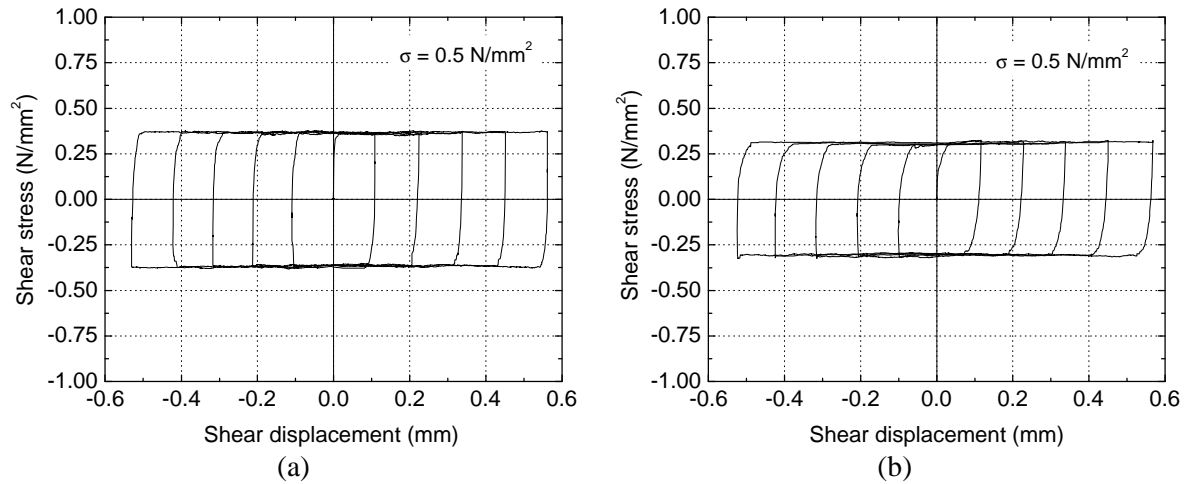 1.00
0.75
0.50
0.25
0.00
-0.25
-0.50
-0.75
-1.00
Shear stress (N/mm²)
σ = 0.5 N/mm²
-0.6 -0.4 -0.2 0.0 0.2 0.4 0.6
Shear displacement (mm)
(a)
1.00
0.75
0.50
0.25
0.00
-0.25
-0.50
-0.75
-1.00
Shear stress (N/mm²)
σ = 0.5 N/mm²
-0.6 -0.4 -0.2 0.0 0.2 0.4 0.6
Shear displacement (mm)
(b)